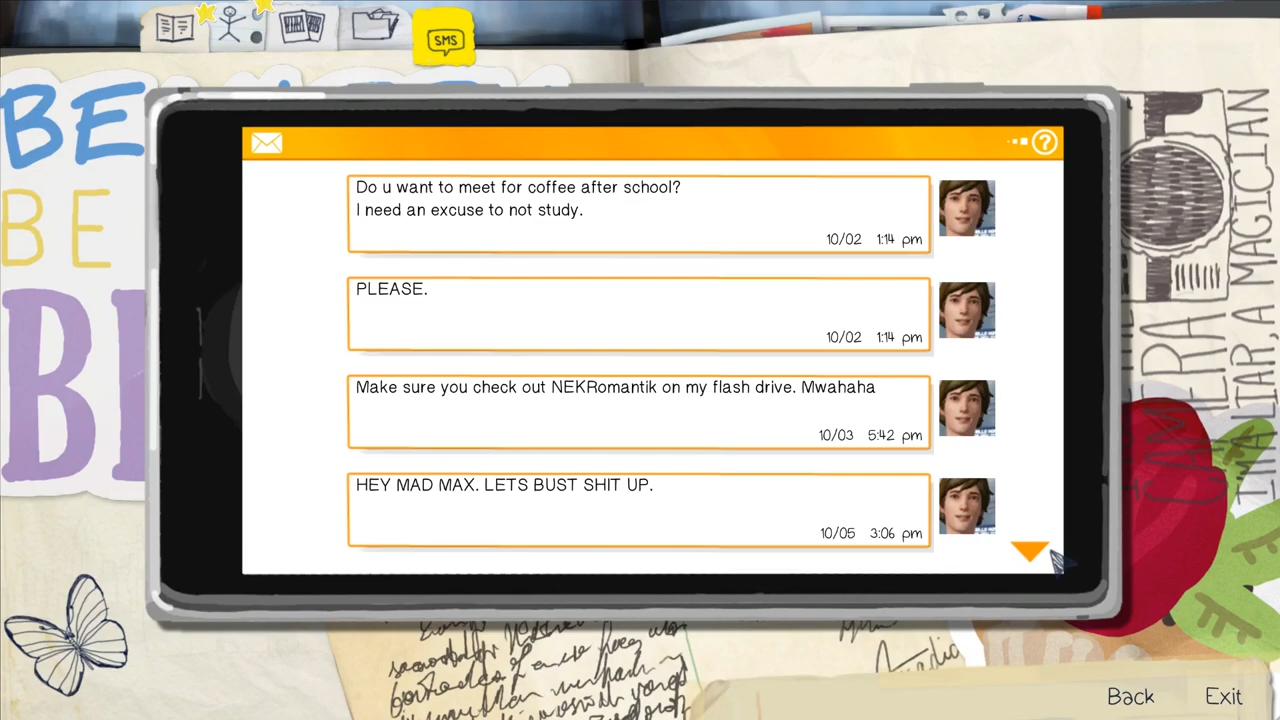 SMS
BE
BE
Do u want to meet for coffee after school?
I need an excuse to not study.
10/02 1:14 pm
PLEASE.
10/02 1:14 pm
Make sure you check out NEKRomantik on my flash drive. Mwahaha
10/03 5:42 pm
HEY MAD MAX. LETS BUST SHIT UP.
10/05 3:06 pm
Back
Exit